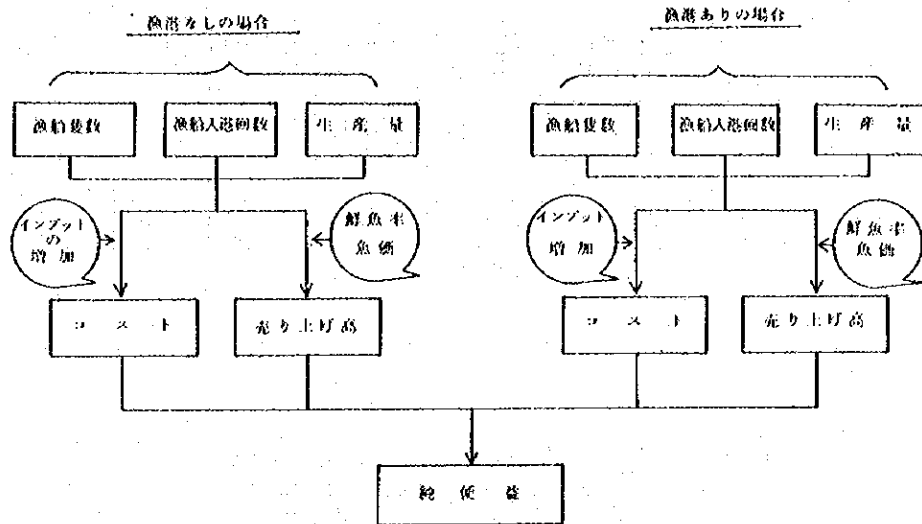 漁港なしの場合
漁港ありの場合
漁船隻数
漁船入港回数
生産量
漁船隻数
漁船入港回数
生産量
インプット
の
増加
鮮魚率
魚価
インプット
増加
鮮魚率
魚価
コスト
売り上げ高
コスト
売り上げ高
純便益